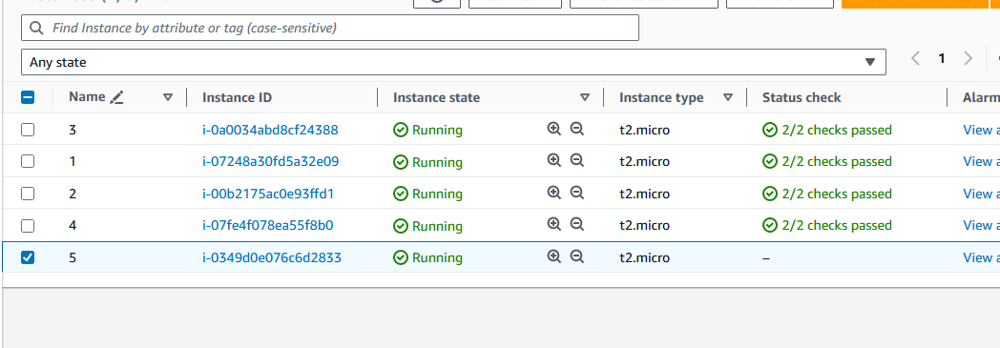 Find Instance by attribute or tag (case-sensitive)
Any state
1
Name Instance ID Instance state Instance type Status check Alarm
3 i-0a0034abd8cf24388 Running t2.micro 2/2 checks passed View a
1 i-07248a30fd5a32e09 Running t2.micro 2/2 checks passed View a
2 i-00b2175ac0e93ffd1 Running t2.micro 2/2 checks passed View a
4 i-07fe4f078ea55f8b0 Running t2.micro 2/2 checks passed View a
5 i-0349d0e076c6d2833 Running t2.micro – View a